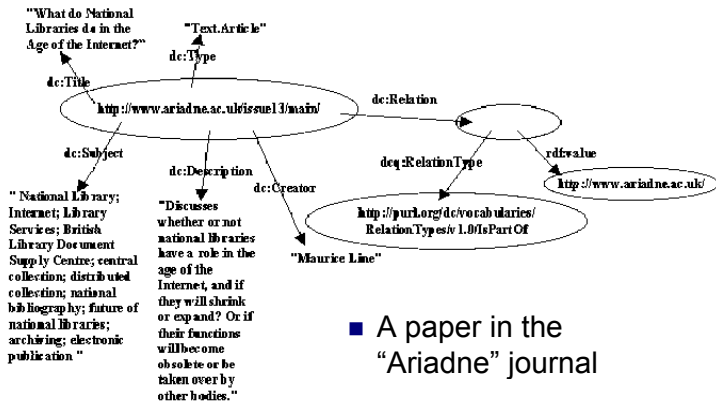 "What do National
Libraries do in the
Age of the Internet?"
"Text.Article"
dc:Type
dc:Title
http://www.ariadne.ac.uk/issue13/main/
dc:Relation
dc:Subject
dc:Description
dc:Creator
dcq:RelationType
rdf:value
http://www.ariadne.ac.uk/
http://purl.org/dc/vocabularies/
RelationTypes/v1.0/IsPartOf
" National Library;
Internet; Library
Services; British
Library Document
Supply Centre; central
collection; distributed
collection; national
bibliography; future of
national libraries;
archiving; electronic
publication "
"Discusses
whether or not
national libraries
have a role in the
age of the
Internet, and if
they will shrink
or expand? Or if
their functions
will become
obsolete or be
taken over by
other bodies."
"Maurice Line"
■ A paper in the
“Ariadne” journal